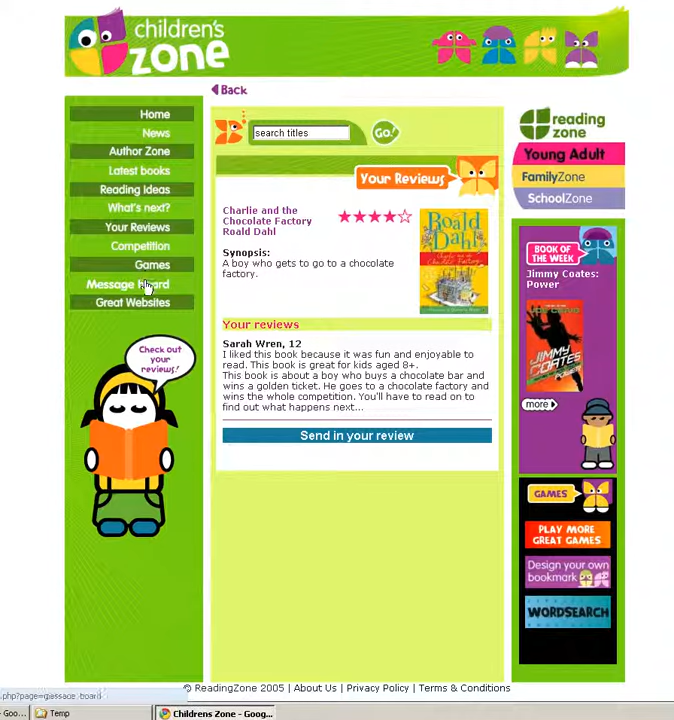 children's
zone
Back
Home
News
Author Zone
Latest books
Reading Ideas
What's next?
Your Reviews
Competition
Games
Message Board
Great Websites
Check out
your
reviews!
search titles
Go!
Your Reviews
Charlie and the
Chocolate Factory
Roald Dahl
Synopsis:
A boy who gets to go to a chocolate
factory.
Roald
Dahl
Your reviews
Sarah Wren, 12
I liked this book because it was fun and enjoyable to
read. This book is great for kids aged 8+.
This book is about a boy who buys a chocolate bar and
wins a golden ticket. He goes to a chocolate factory and
wins the whole competition. You'll have to read on to
find out what happens next...
Send in your review
reading
zone
Young Adult
FamilyZone
SchoolZone
BOOK OF
THE WEEK
Jimmy Coates:
Power
JIMMY
COATES
more
GAMES
PLAY MORE
GREAT GAMES
Design your own
bookmark
WORDSEARCH
© ReadingZone 2005 | About Us | Privacy Policy | Terms & Conditions
.php?page=message_board
- Goo...
Temp
Childrens Zone - Goog...